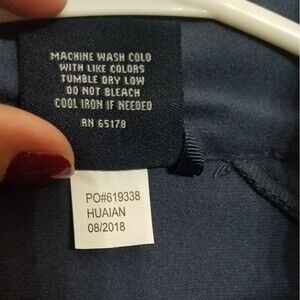 MACHINE WASH COLD
WITH LIKE COLORS
TUMBLE DRY LOW
DO NOT BLEACH
COOL IRON IF NEEDED
RN 65178
PO#619338
HUAIAN
08/2018